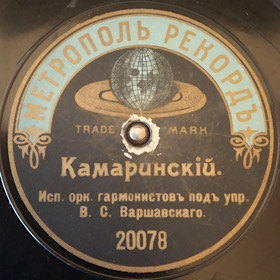 МЕТРОПОЛЬ РЕКОРДЪ
TRADE MARK
Камаринскій.
Исп. орк. гармонистовъ подъ упр.
В. С. Варшавскаго.
20078